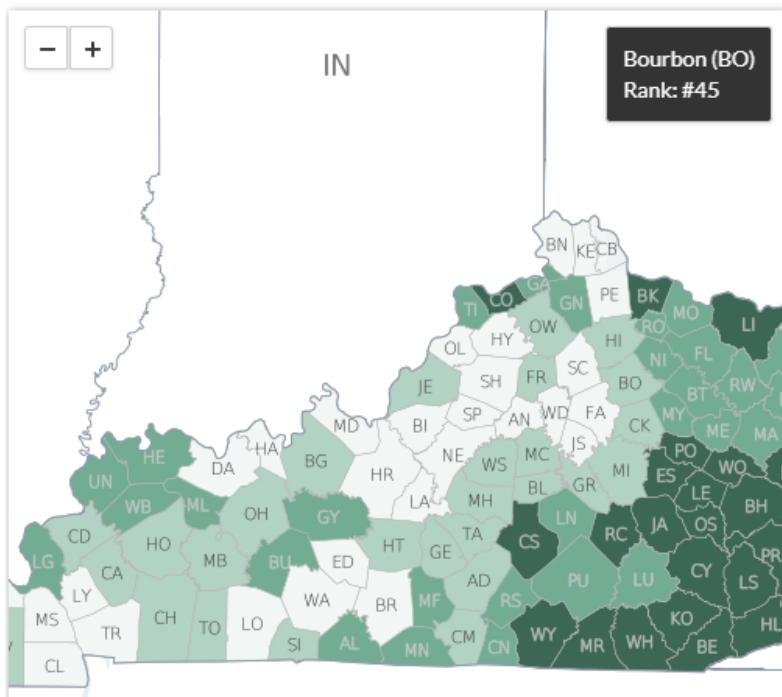 − +
IN
Bourbon (BO)
Rank: #45
BN KE CB
TI CO GA GN PE BK MO LI
OL HY OW HI RO
JE SH FR SC BO NI FL RW
MD BI SP AN WD FA CK MY BT ME MA
HE DA HA BG HR NE WS MC JS MI PO WO
UN WB ML OH GY LA MH BL GR ES LE BH
LG CD HO MB BU ED HT GE TA CS LN RC JA OS PR
LY CA WA BR MF AD RS PU LU CY LS
MS TR CH TO LO SI AL MN CM CN WY MR WH KO HL
CL BE